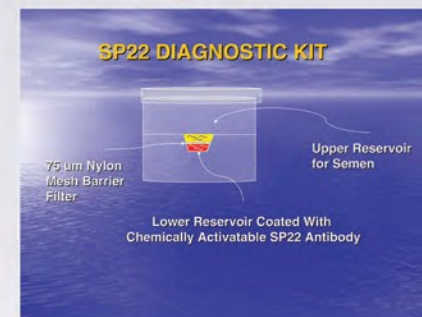 SP22 DIAGNOSTIC KIT
Upper Reservoir
for Semen
75 um Nylon
Mesh Barrier
Filter
Lower Reservoir Coated With
Chemically Activatable SP22 Antibody